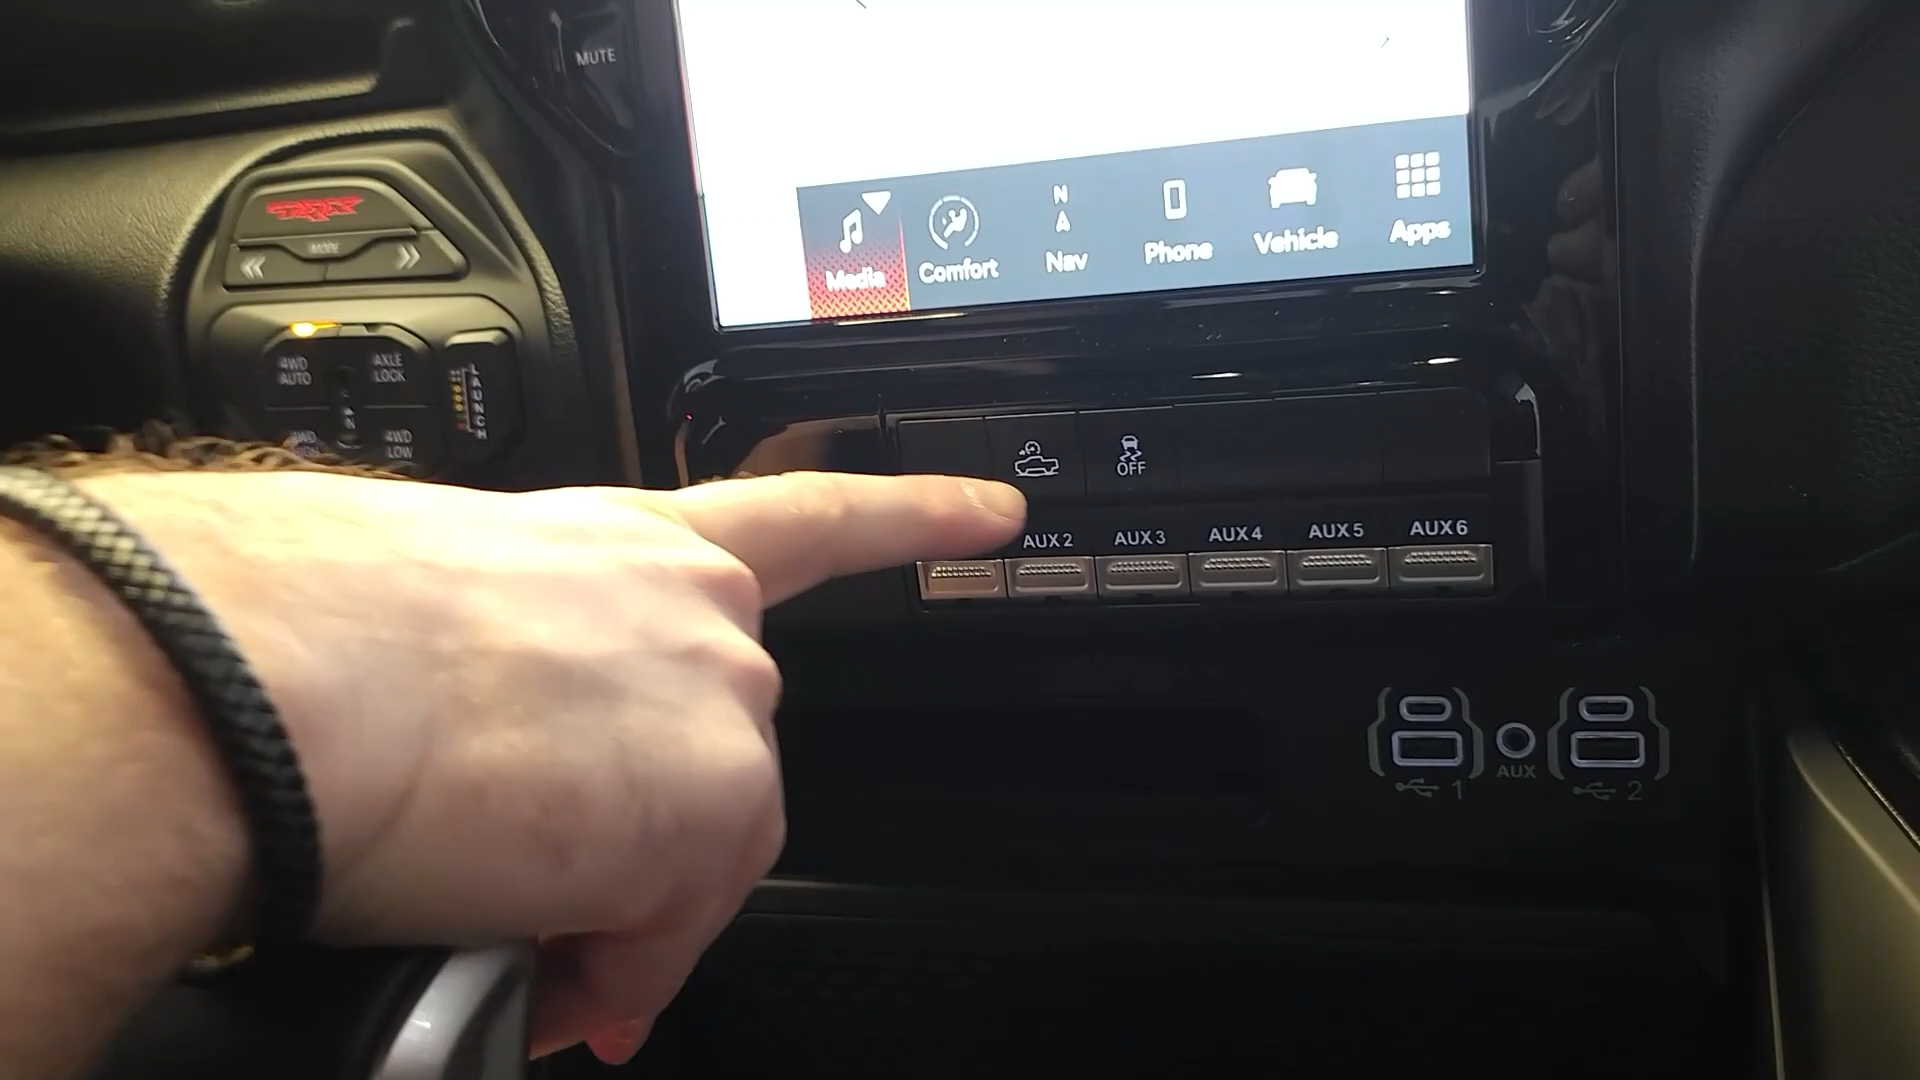 MUTE
TRX
MODE
4WD
AUTO
AXLE
LOCK
N
4WD
LOW
LAUNCH
Media
Comfort
N
A
Nav
Phone
Vehicle
Apps
OFF
AUX 2
AUX 3
AUX 4
AUX 5
AUX 6
1
AUX
2